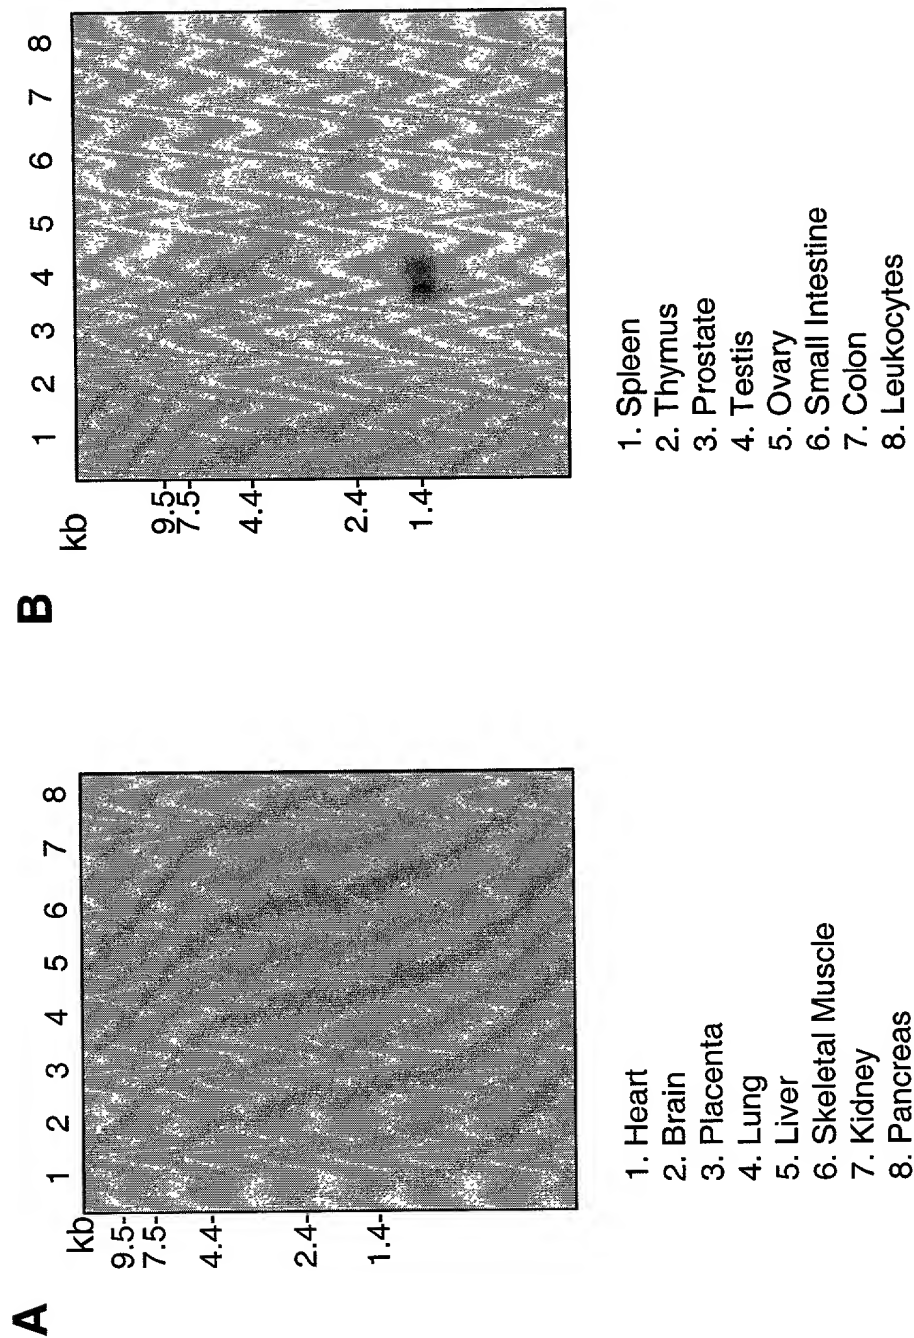 A
kb
1 2 3 4 5 6 7 8
9.5-
7.5-
4.4-
2.4-
1.4-
1. Heart
2. Brain
3. Placenta
4. Lung
5. Liver
6. Skeletal Muscle
7. Kidney
8. Pancreas
B
kb
1 2 3 4 5 6 7 8
9.5-
7.5-
4.4-
2.4-
1.4-
1. Spleen
2. Thymus
3. Prostate
4. Testis
5. Ovary
6. Small Intestine
7. Colon
8. Leukocytes